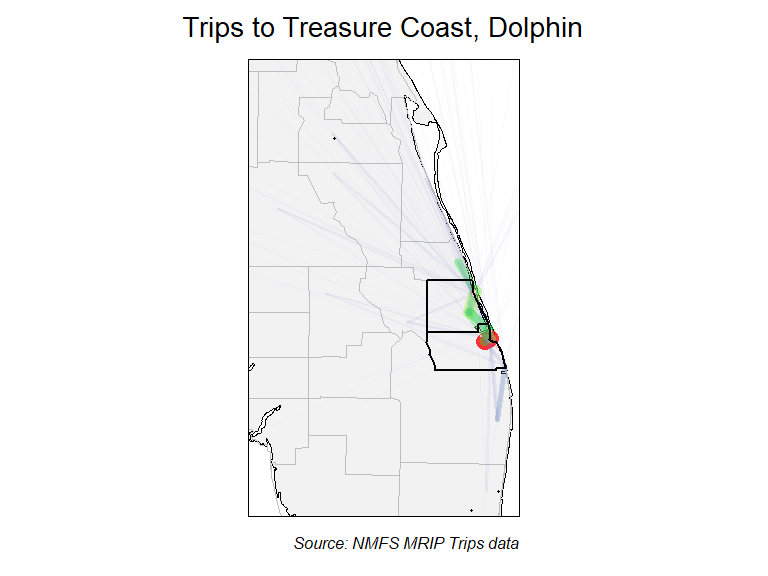 Trips to Treasure Coast, Dolphin
Source: NMFS MRIP Trips data